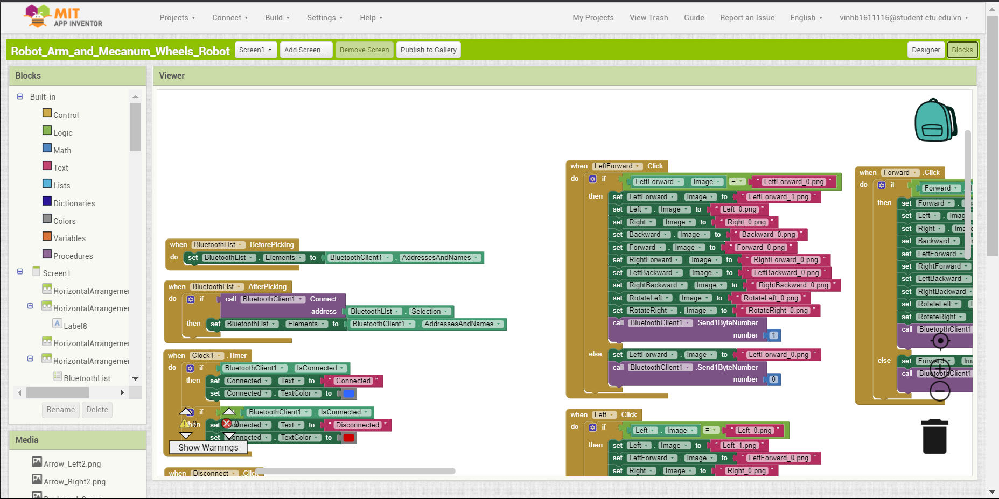 MIT
APP INVENTOR
Projects Connect Build Settings Help My Projects View Trash Guide Report an Issue English vinhb1611116@student.ctu.edu.vn
Robot_Arm_and_Mecanum_Wheels_Robot Screen1 Add Screen ... Remove Screen Publish to Gallery Designer Blocks
Blocks
Built-in
Control
Logic
Math
Text
Lists
Dictionaries
Colors
Variables
Procedures
Screen1
HorizontalArrangemer
HorizontalArrangemer
Label8
HorizontalArrangemer
HorizontalArrangemer
BluetoothList
Rename Delete
Media
Arrow_Left2.png
Arrow_Right2.png
Viewer
when BluetoothList .BeforePicking
do set BluetoothList . Elements to BluetoothClient1 . AddressesAndNames
when BluetoothList .AfterPicking
do if call BluetoothClient1 .Connect
address BluetoothList . Selection
then set BluetoothList . Elements to BluetoothClient1 . AddressesAndNames
when Clock1 .Timer
do if BluetoothClient1 . IsConnected
then set Connected . Text to " Connected "
set Connected . TextColor to
if BluetoothClient1 . IsConnected
set Connected . Text to " Disconnected "
set Connected . TextColor to
0 0
Show Warnings
when Disconnect .Click
when LeftForward .Click
do if LeftForward . Image = " LeftForward_0.png "
then set LeftForward . Image to " LeftForward_1.png "
set Left . Image to " Left_0.png "
set Right . Image to " Right_0.png "
set Backward . Image to " Backward_0.png "
set Forward . Image to " Forward_0.png "
set RightForward . Image to " RightForward_0.png "
set LeftBackward . Image to " LeftBackward_0.png "
set RightBackward . Image to " RightBackward_0.png "
set RotateLeft . Image to " RotateLeft_0.png "
set RotateRight . Image to " RotateRight_0.png "
call BluetoothClient1 .Send1ByteNumber
number 1
else set LeftForward . Image to " LeftForward_0.png "
call BluetoothClient1 .Send1ByteNumber
number 0
when Left .Click
do if Left . Image = " Left_0.png "
then set Left . Image to " Left_1.png "
set LeftForward . Image to " LeftForward_0.png "
set Right . Image to " Right_0.png "
when Forward .Click
do if Forward .
then set Forward .
set Left . Imag
set Right . Ima
set Backward .
set LeftForward
set RightForward
set LeftBackward
set RightBackward
set RotateLeft .
set RotateRight .
call BluetoothClient1
else set Forward . Im
call BluetoothClient1